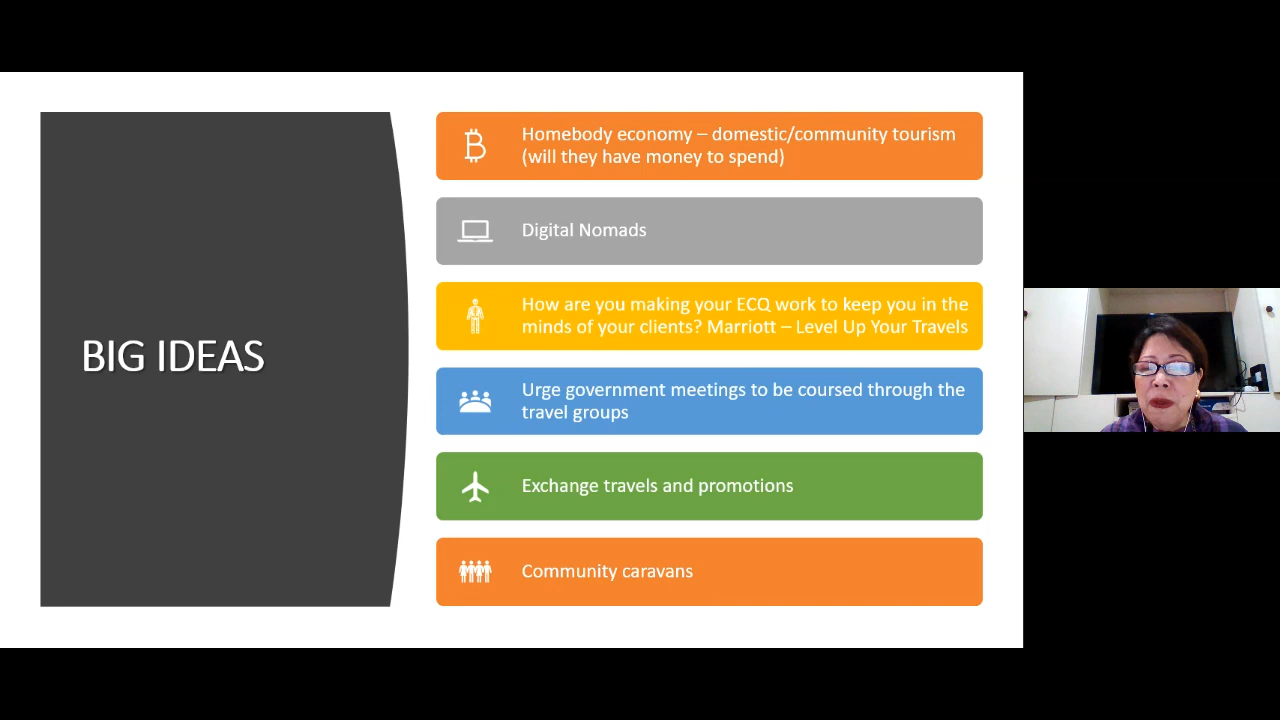 BIG IDEAS
Homebody economy – domestic/community tourism
(will they have money to spend)
Digital Nomads
How are you making your ECQ work to keep you in the
minds of your clients? Marriott – Level Up Your Travels
Urge government meetings to be coursed through the
travel groups
Exchange travels and promotions
Community caravans